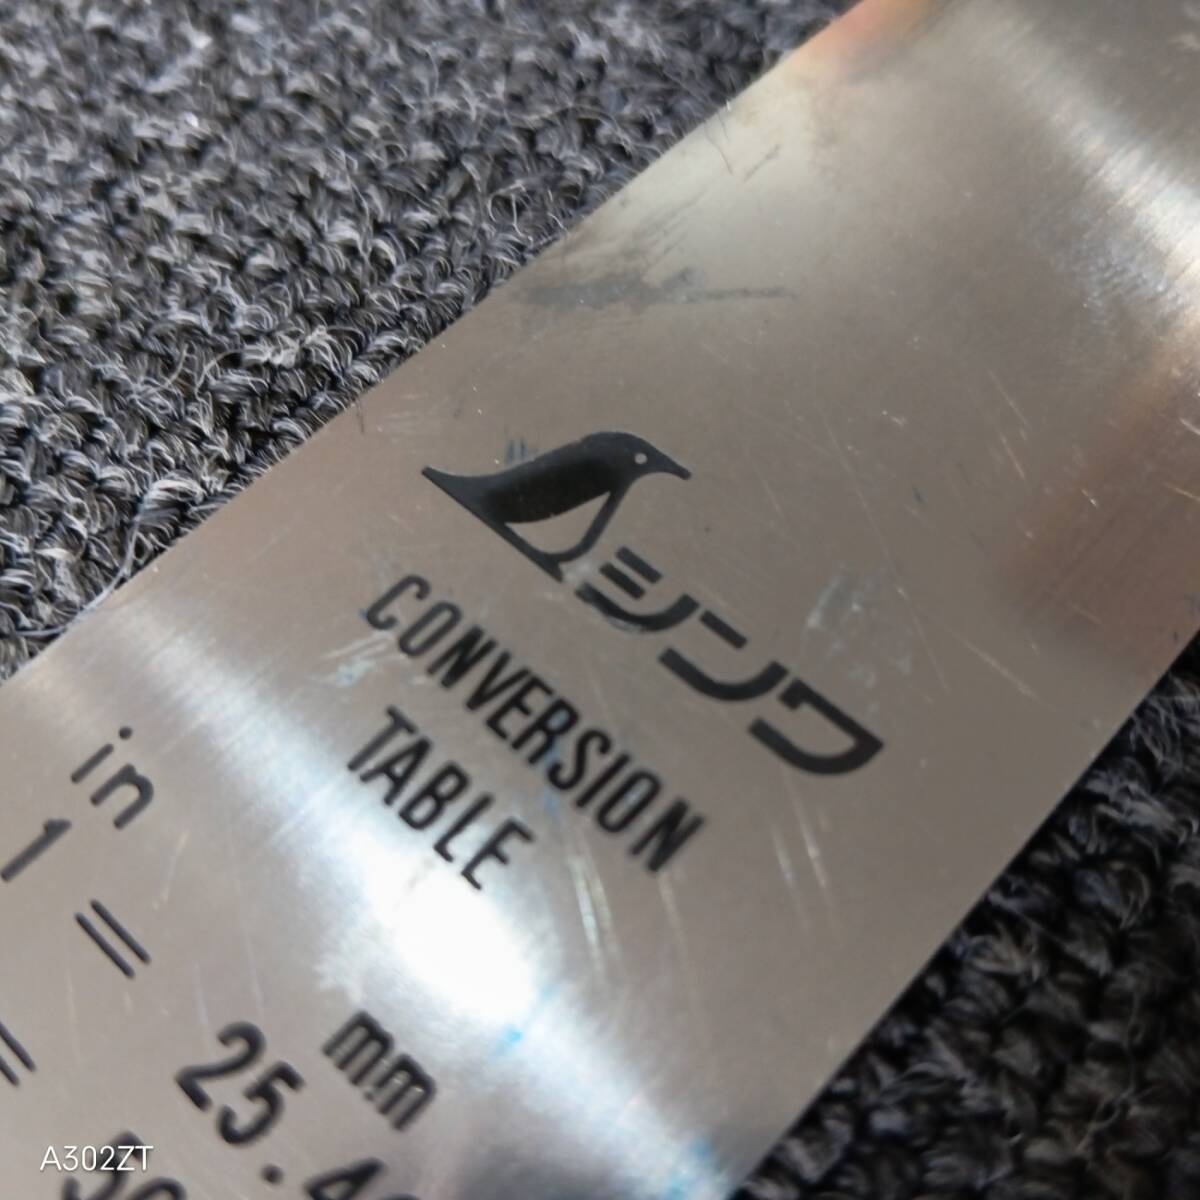 シンワ
CONVERSION
TABLE
in mm
1 = 25.4
=
A302ZT